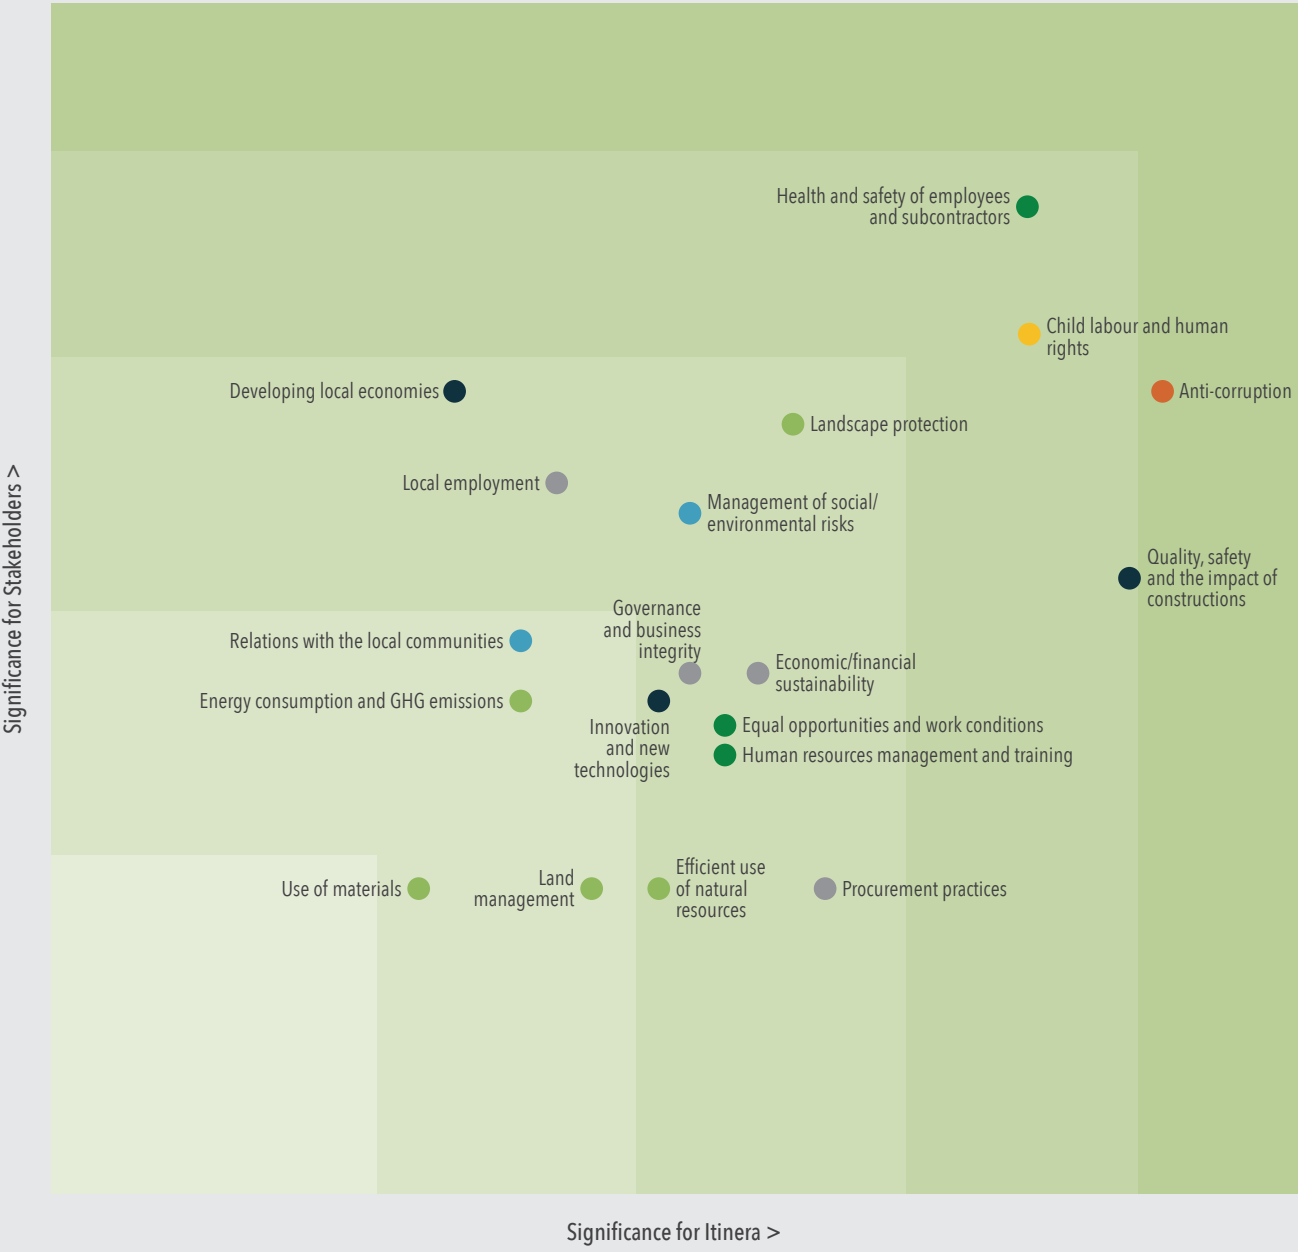 Health and safety of employees
and subcontractors
Child labour and human
rights
Developing local economies
Anti-corruption
Landscape protection
Local employment
Management of social/
environmental risks
Quality, safety
and the impact of
constructions
Governance
and business
integrity
Relations with the local communities
Economic/financial
sustainability
Energy consumption and GHG emissions
Innovation
and new
technologies
Equal opportunities and work conditions
Human resources management and training
Use of materials
Land
management
Efficient use
of natural
resources
Procurement practices
Significance for Stakeholders >
Significance for Itinera >